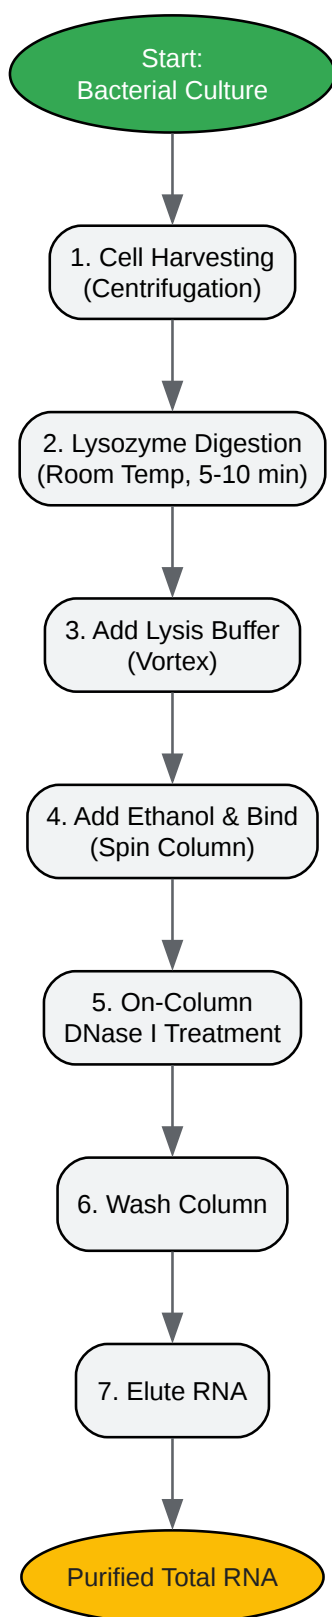 Start:
Bacterial Culture
1. Cell Harvesting
(Centrifugation)
2. Lysozyme Digestion
(Room Temp, 5-10 min)
3. Add Lysis Buffer
(Vortex)
4. Add Ethanol & Bind
(Spin Column)
5. On-Column
DNase I Treatment
6. Wash Column
7. Elute RNA
Purified Total RNA